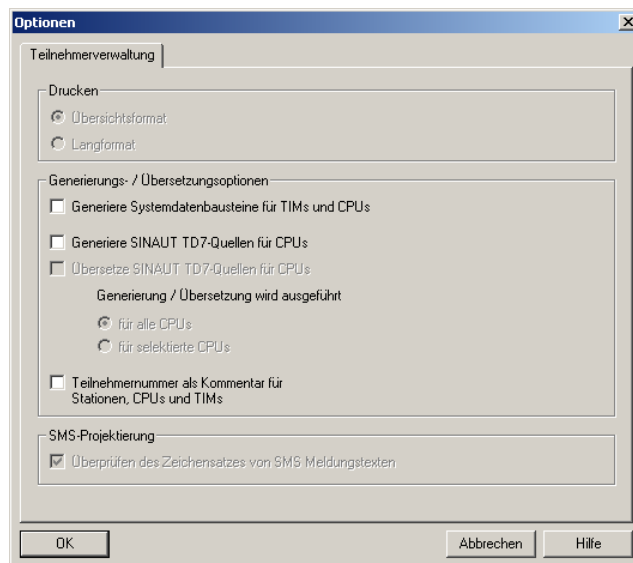 Optionen
Teilnehmerverwaltung
Drucken
Übersichtsformat
Langformat
Generierungs- / Übersetzungsoptionen
Generiere Systemdatenbausteine für TIMs und CPUs
Generiere SINAUT TD7-Quellen für CPUs
Übersetze SINAUT TD7-Quellen für CPUs
Generierung / Übersetzung wird ausgeführt
für alle CPUs
für selektierte CPUs
Teilnehmernummer als Kommentar für
Stationen, CPUs und TIMs
SMS-Projektierung
Überprüfen des Zeichensatzes von SMS Meldungstexten
OK Abbrechen Hilfe